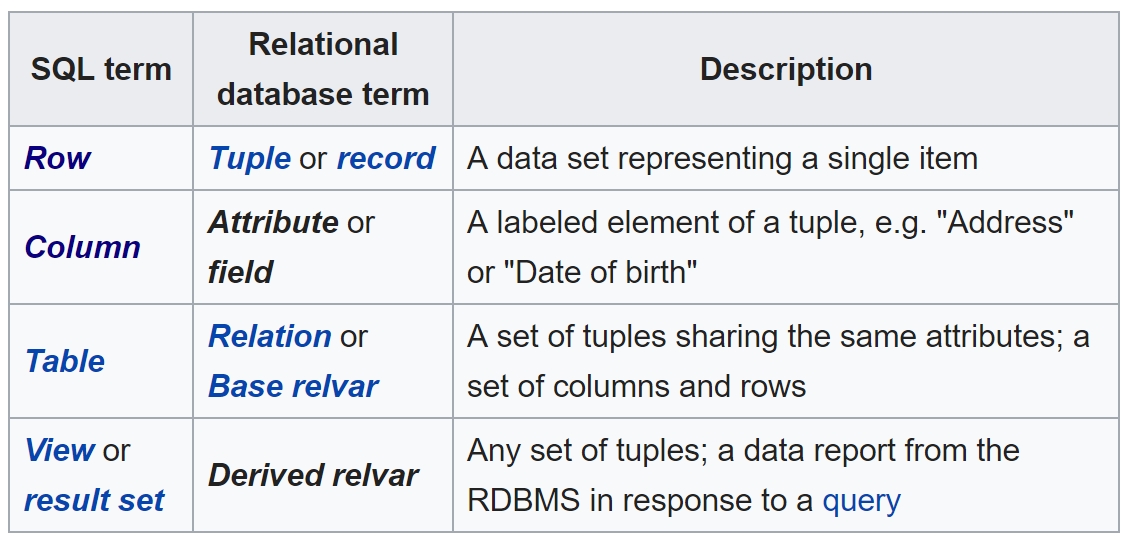 SQL term
Relational
database term
Description
Row
Tuple or record
A data set representing a single item
Column
Attribute or
field
A labeled element of a tuple, e.g. "Address"
or "Date of birth"
Table
Relation or
Base relvar
A set of tuples sharing the same attributes; a
set of columns and rows
View or
result set
Derived relvar
Any set of tuples; a data report from the
RDBMS in response to a query